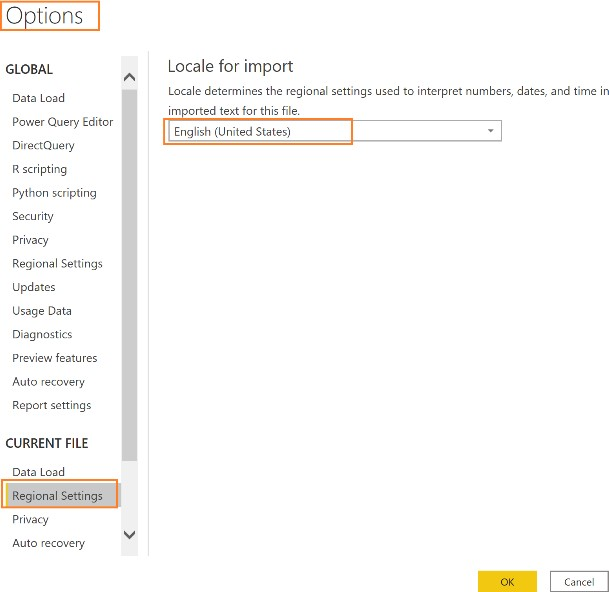 Options
GLOBAL
Data Load
Power Query Editor
DirectQuery
R scripting
Python scripting
Security
Privacy
Regional Settings
Updates
Usage Data
Diagnostics
Preview features
Auto recovery
Report settings
CURRENT FILE
Data Load
Regional Settings
Privacy
Auto recovery
Locale for import
Locale determines the regional settings used to interpret numbers, dates, and time in
imported text for this file.
English (United States)
OK
Cancel